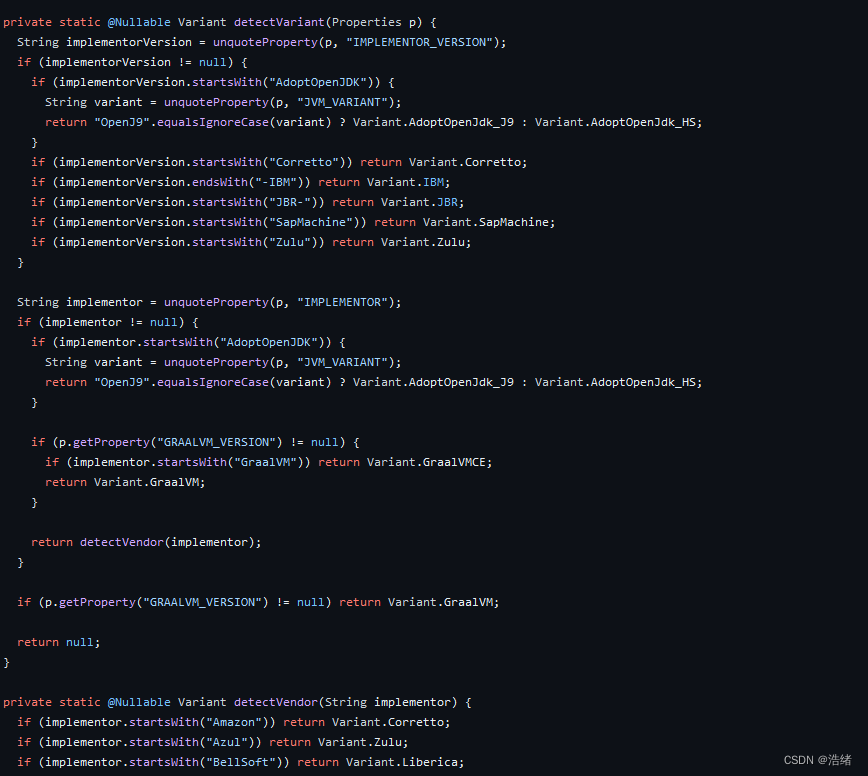 private static @Nullable Variant detectVariant(Properties p) {
  String implementorVersion = unquoteProperty(p, "IMPLEMENTOR_VERSION");
  if (implementorVersion != null) {
    if (implementorVersion.startsWith("AdoptOpenJDK")) {
      String variant = unquoteProperty(p, "JVM_VARIANT");
      return "OpenJ9".equalsIgnoreCase(variant) ? Variant.AdoptOpenJdk_J9 : Variant.AdoptOpenJdk_HS;
    }
    if (implementorVersion.startsWith("Corretto")) return Variant.Corretto;
    if (implementorVersion.endsWith("-IBM")) return Variant.IBM;
    if (implementorVersion.startsWith("JBR-")) return Variant.JBR;
    if (implementorVersion.startsWith("SapMachine")) return Variant.SapMachine;
    if (implementorVersion.startsWith("Zulu")) return Variant.Zulu;
  }

  String implementor = unquoteProperty(p, "IMPLEMENTOR");
  if (implementor != null) {
    if (implementor.startsWith("AdoptOpenJDK")) {
      String variant = unquoteProperty(p, "JVM_VARIANT");
      return "OpenJ9".equalsIgnoreCase(variant) ? Variant.AdoptOpenJdk_J9 : Variant.AdoptOpenJdk_HS;
    }

    if (p.getProperty("GRAALVM_VERSION") != null) {
      if (implementor.startsWith("GraalVM")) return Variant.GraalVMCE;
      return Variant.GraalVM;
    }

    return detectVendor(implementor);
  }

  if (p.getProperty("GRAALVM_VERSION") != null) return Variant.GraalVM;

  return null;
}

private static @Nullable Variant detectVendor(String implementor) {
  if (implementor.startsWith("Amazon")) return Variant.Corretto;
  if (implementor.startsWith("Azul")) return Variant.Zulu;
  if (implementor.startsWith("BellSoft")) return Variant.Liberica;
CSDN @浩绪